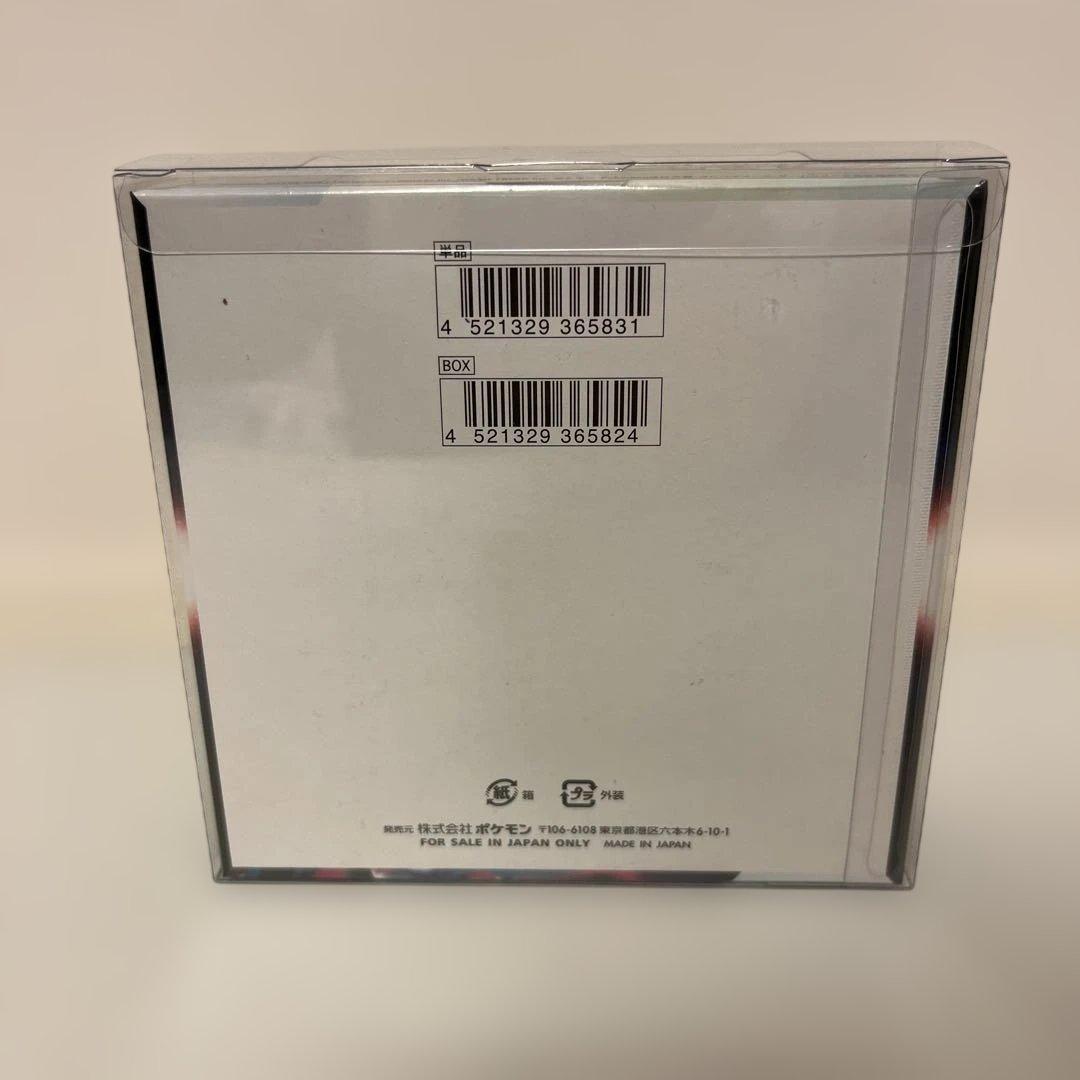 単品
4 521329 365831
BOX
4 521329 365824
紙 箱 プラ 外装
発売元 株式会社 ポケモン 〒106-6108 東京都港区六本木6-10-1
FOR SALE IN JAPAN ONLY MADE IN JAPAN